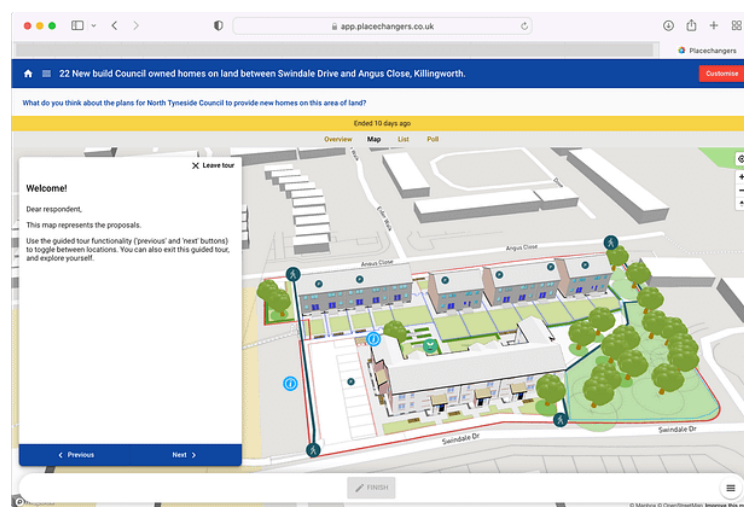 app.placechangers.co.uk
Placechangers
22 New build Council owned homes on land between Swindale Drive and Angus Close, Killingworth.
Customise
What do you think about the plans for North Tyneside Council to provide new homes on this area of land?
Ended 10 days ago
Overview Map List Poll
Leave tour
Welcome!
Dear respondent,
This map represents the proposals.
Use the guided tour functionality ('previous' and 'next' buttons)
to toggle between locations. You can also exit this guided tour,
and explore yourself.
Angus Close
Angus Close
Swindale Dr
Swindale Dr
Previous
Next
FINISH
© Mapbox © OpenStreetMap Improve this m